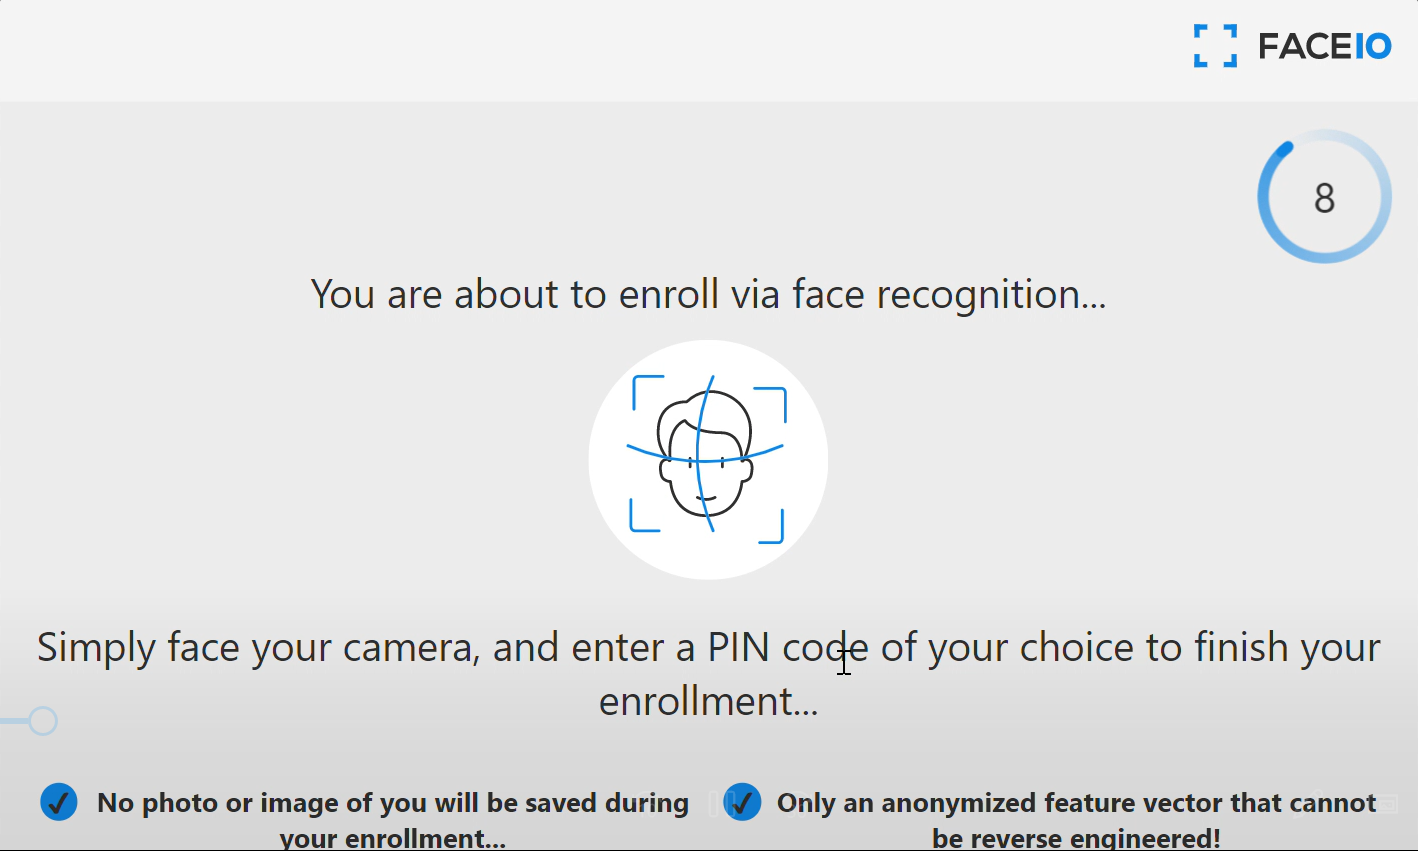 FACEIO
8
You are about to enroll via face recognition...
Simply face your camera, and enter a PIN code of your choice to finish your
enrollment...
No photo or image of you will be saved during
your enrollment...
Only an anonymized feature vector that cannot
be reverse engineered!